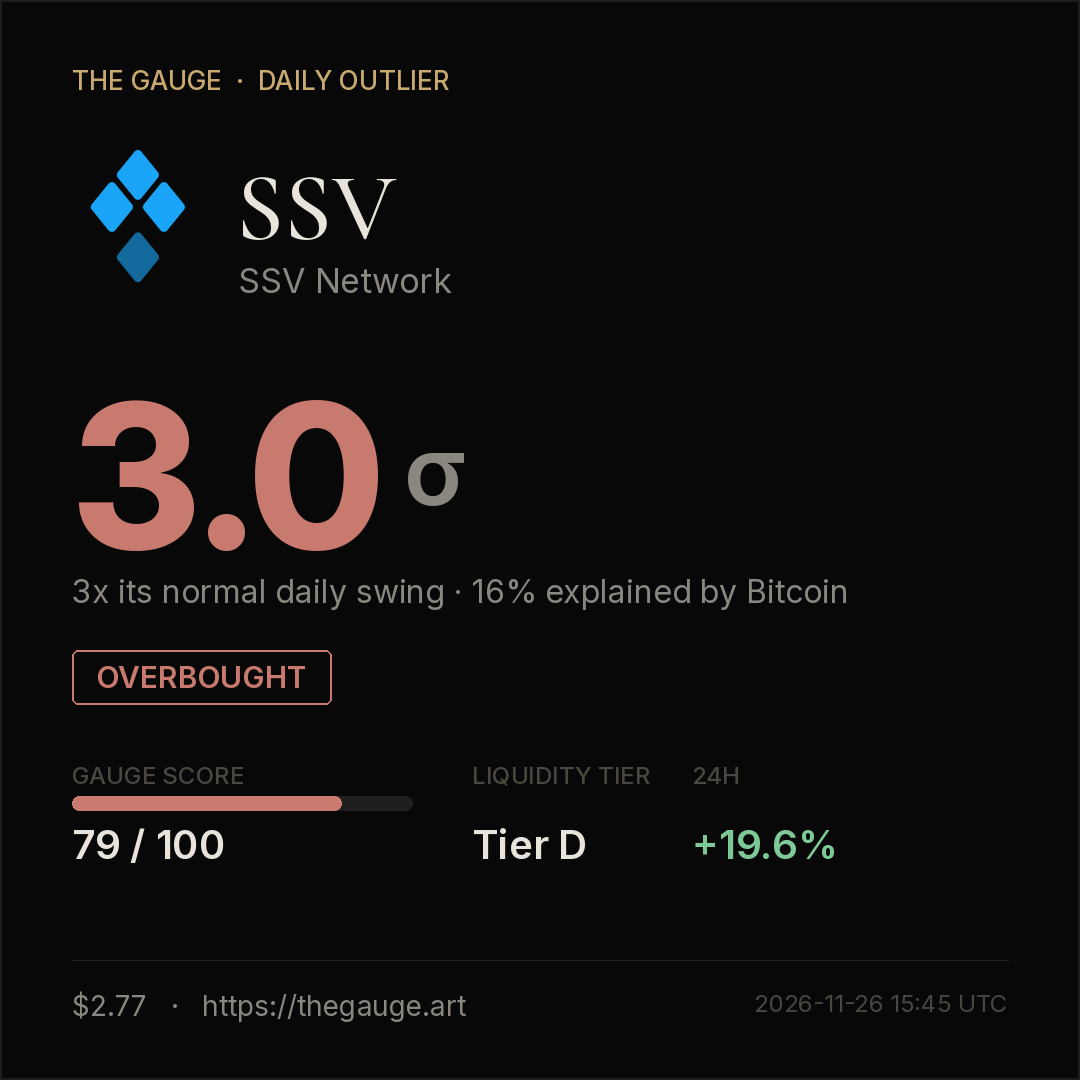 THE GAUGE · DAILY OUTLIER
SSV
SSV Network
3.0 σ
3x its normal daily swing · 16% explained by Bitcoin
OVERBOUGHT
GAUGE SCORE LIQUIDITY TIER 24H
79 / 100 Tier D +19.6%
$2.77 · https://thegauge.art 2026-11-26 15:45 UTC